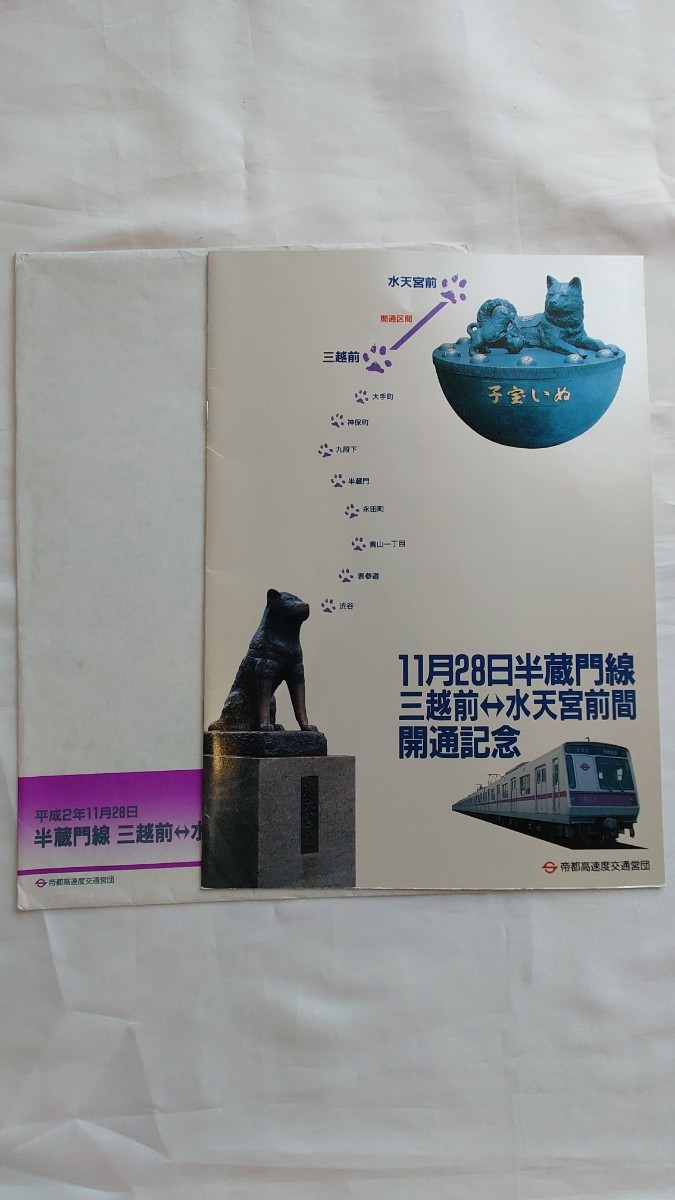 水天宮前
開通区間
三越前
大手町
神保町
九段下
半蔵門
永田町
青山一丁目
表参道
渋谷
子宝いぬ
11月28日半蔵門線
三越前↔水天宮前間
開通記念
帝都高速度交通営団
平成2年11月28日
半蔵門線 三越前↔水
帝都高速度交通営団